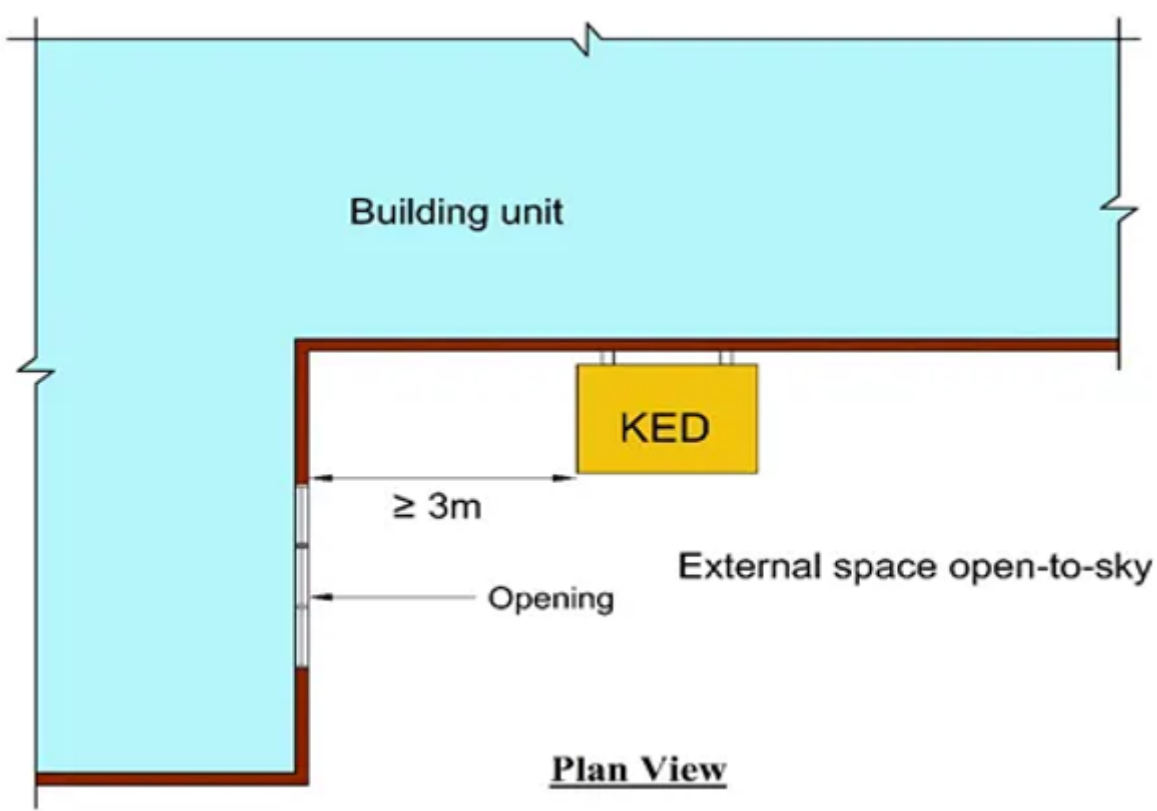 Building unit
KED
≥ 3m
External space open-to-sky
Opening
Plan View